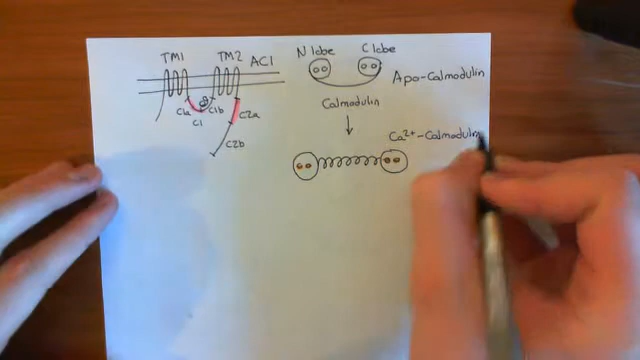 TM1 TM2 AC1
C1a C1b
C1
C2a
C2b
N lobe C lobe
Apo-Calmodulin
Calmodulin
Ca2+-Calmodulin